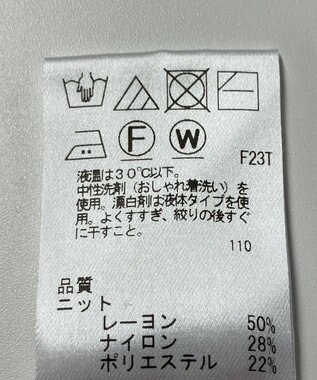 F
W
F23T
液温は30℃以下。
中性洗剤(おしゃれ着洗い)を
使用。漂白剤は液体タイプを使
用。よくすすぎ、絞りの後すぐ
に干すこと。
110
品質
ニット
レーヨン 50%
ナイロン 28%
ポリエステル 22%